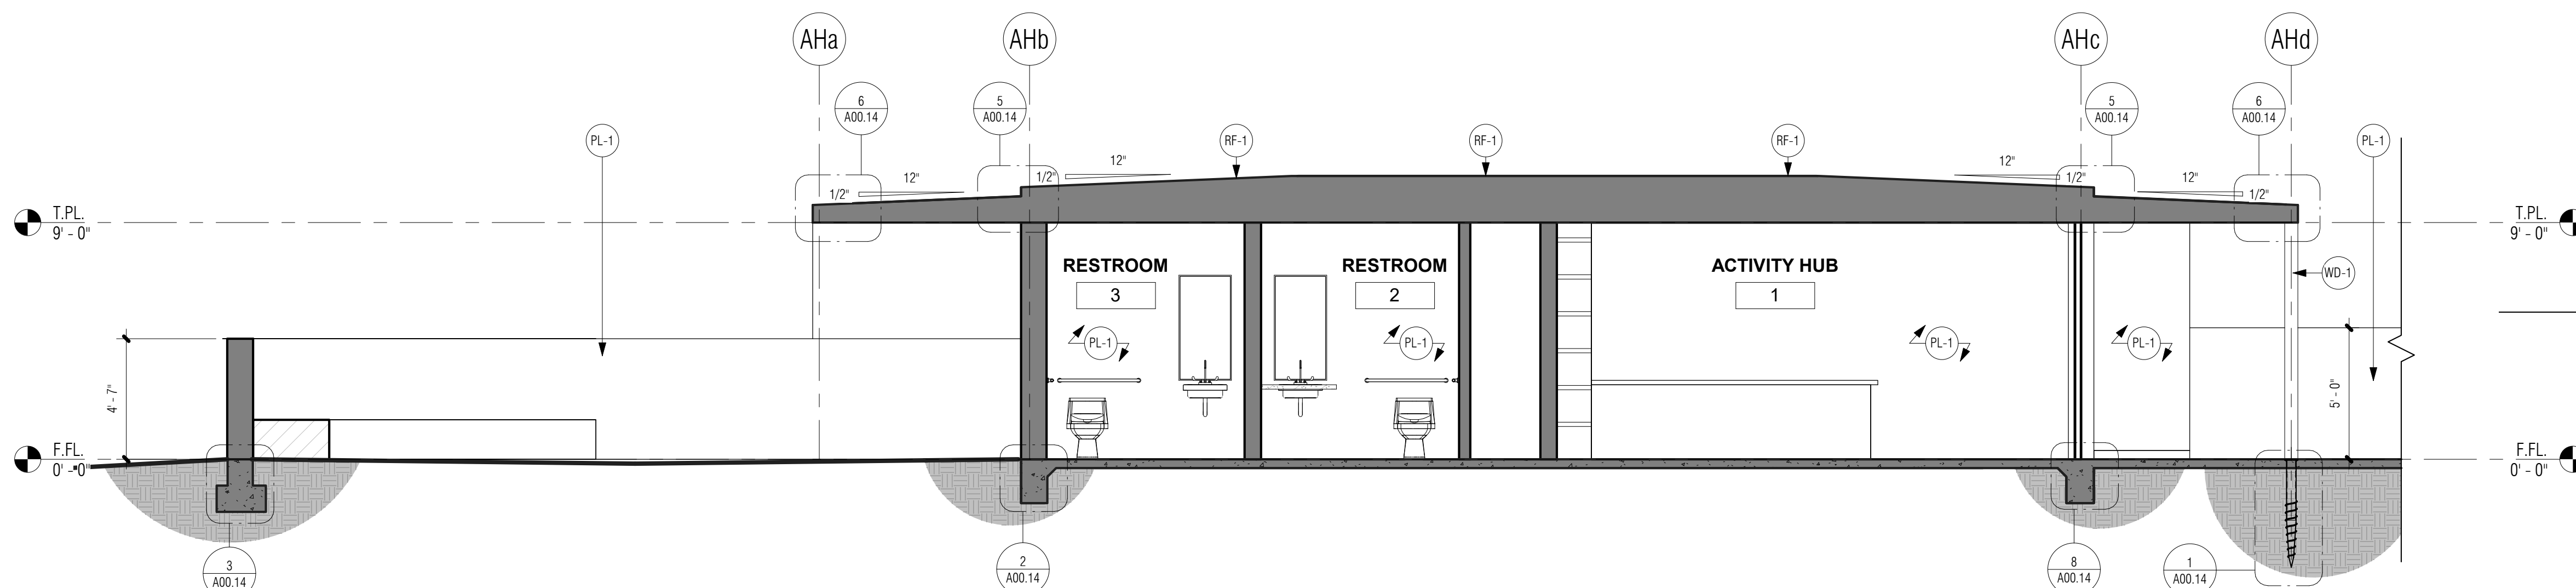 AHa
AHb
AHc
AHd
6
A00.14
5
A00.14
5
A00.14
6
A00.14
PL-1
RF-1
RF-1
RF-1
PL-1
12"
12"
12"
12"
1/2"
1/2"
1/2"
1/2"
T.PL.
9' - 0"
T.PL.
9' - 0"
RESTROOM
3
RESTROOM
2
ACTIVITY HUB
1
WD-1
PL-1
PL-1
PL-1
PL-1
4' - 7"
5' - 0"
F.FL.
0' - 0"
F.FL.
0' - 0"
3
A00.14
2
A00.14
8
A00.14
1
A00.14